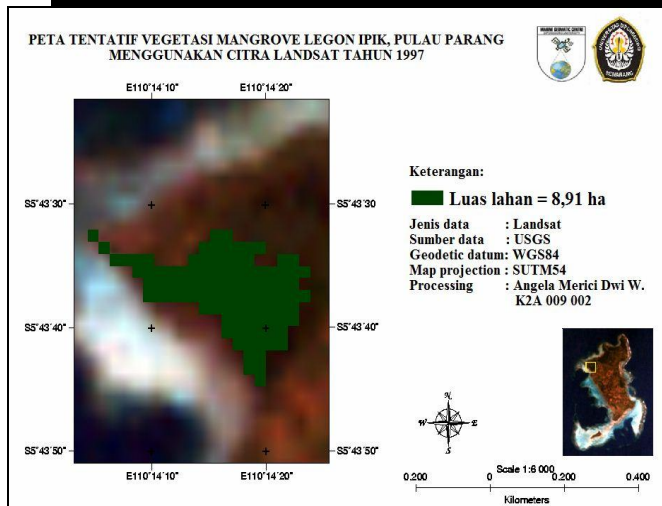 PETA TENTATIF VEGETASI MANGROVE LEGON IPIK, PULAU PARANG
MENGGUNAKAN CITRA LANDSAT TAHUN 1997
E110°14'10" E110°14'20"
S5°43'30" S5°43'30
S5°43'40" S5°43'40"
S5°43'50" S5°43'50"
E110°14'10" E110°14'20"
Keterangan:
Luas lahan = 8,91 ha
Jenis data : Landsat
Sumber data : USGS
Geodetic datum: WGS84
Map projection : SUTM54
Processing : Angela Merici Dwi W.
K2A 009 002
N
W E
S
Scale 1:6 000
0.200 0 0.200 0.400
Kilometers